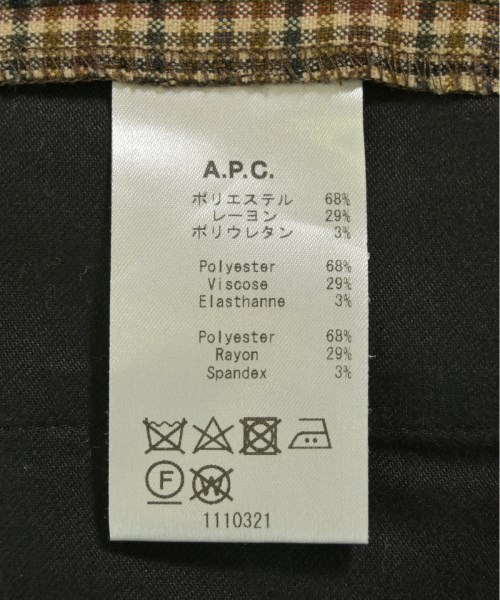 A.P.C.
ポリエステル 68%
レーヨン 29%
ポリウレタン 3%
Polyester 68%
Viscose 29%
Elasthanne 3%
Polyester 68%
Rayon 29%
Spandex 3%
F W
1110321